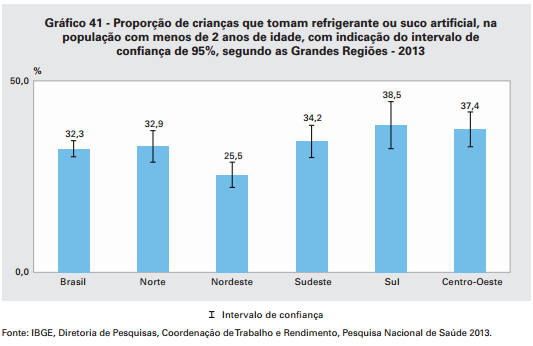 Gráfico 41 - Proporção de crianças que tomam refrigerante ou suco artificial, na
população com menos de 2 anos de idade, com indicação do intervalo de
confiança de 95%, segundo as Grandes Regiões - 2013
%
50,0
32,3
32,9
25,5
34,2
38,5
37,4
0,0
Brasil
Norte
Nordeste
Sudeste
Sul
Centro-Oeste
Intervalo de confiança
Fonte: IBGE, Diretoria de Pesquisas, Coordenação de Trabalho e Rendimento, Pesquisa Nacional de Saúde 2013.